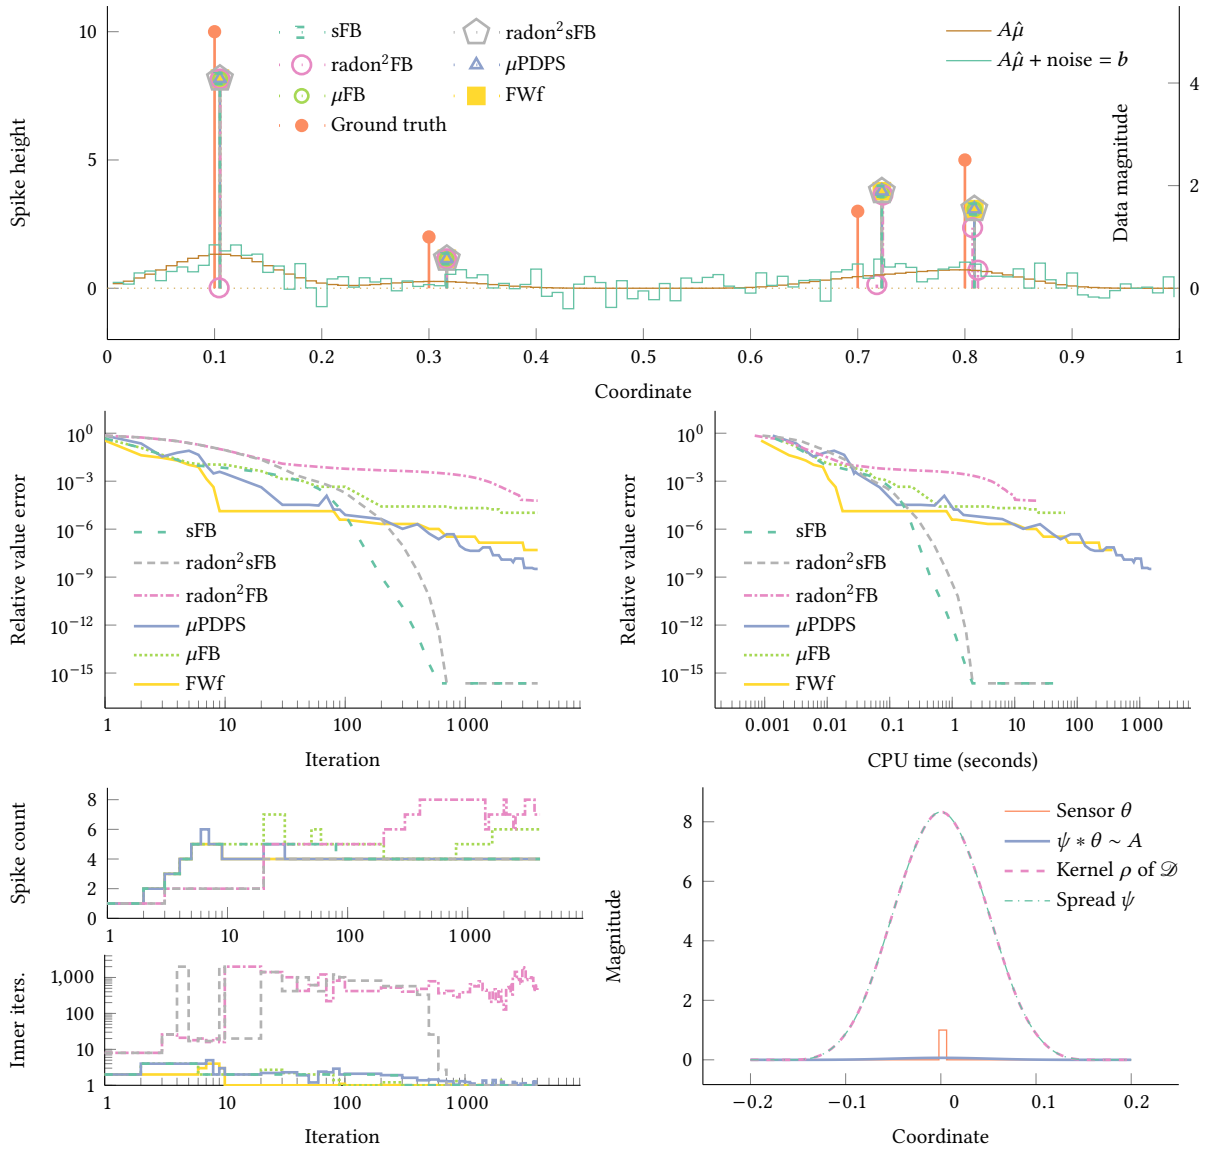 10
5
0
Spike height
sFB
radon²FB
μFB
Ground truth
radon²sFB
μPDPS
FWf
Aμ̂
Aμ̂ + noise = b
4
2
0
Data magnitude
0 0.1 0.2 0.3 0.4 0.5 0.6 0.7 0.8 0.9 1
Coordinate
10⁰
10⁻³
10⁻⁶
10⁻⁹
10⁻¹²
10⁻¹⁵
Relative value error
sFB
radon²sFB
radon²FB
μPDPS
μFB
FWf
1 10 100 1 000
Iteration
10⁰
10⁻³
10⁻⁶
10⁻⁹
10⁻¹²
10⁻¹⁵
Relative value error
sFB
radon²sFB
radon²FB
μPDPS
μFB
FWf
0.001 0.01 0.1 1 10 100 1 000
CPU time (seconds)
8
6
4
2
0
Spike count
1 10 100 1 000
1,000
100
10
1
Inner iters.
1 10 100 1 000
Iteration
8
6
4
2
0
Magnitude
Sensor θ
ψ ∗ θ ∼ A
Kernel ρ of 𝒟
Spread ψ
−0.2 −0.1 0 0.1 0.2
Coordinate